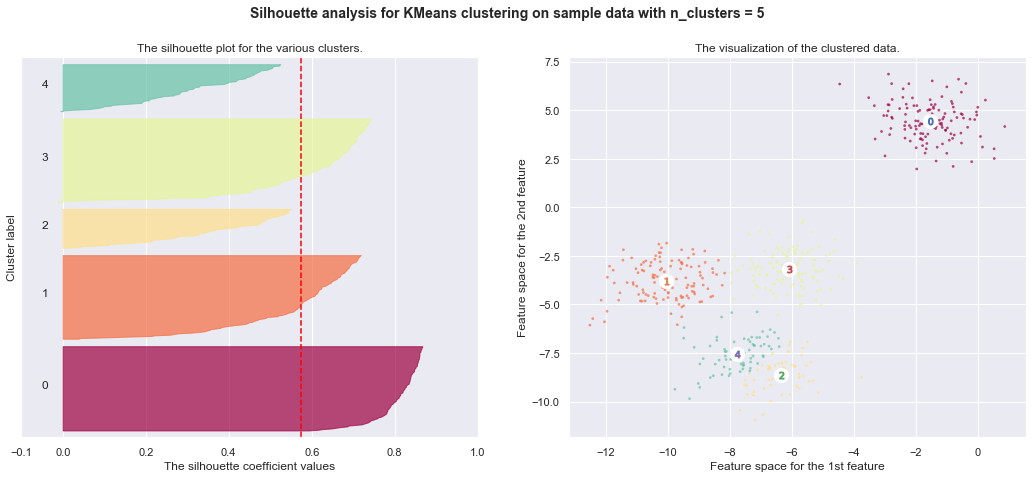 Silhouette analysis for KMeans clustering on sample data with n_clusters = 5
The silhouette plot for the various clusters.
4
3
2
1
0
Cluster label
−0.1 0.0 0.2 0.4 0.6 0.8 1.0
The silhouette coefficient values
The visualization of the clustered data.
7.5
5.0
2.5
0.0
−2.5
−5.0
−7.5
−10.0
Feature space for the 2nd feature
0
3
1
4
2
−12 −10 −8 −6 −4 −2 0
Feature space for the 1st feature